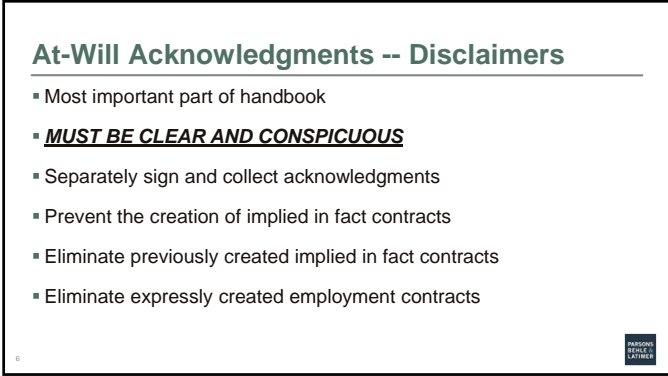 At-Will Acknowledgments -- Disclaimers
▪ Most important part of handbook
▪ MUST BE CLEAR AND CONSPICUOUS
▪ Separately sign and collect acknowledgments
▪ Prevent the creation of implied in fact contracts
▪ Eliminate previously created implied in fact contracts
▪ Eliminate expressly created employment contracts
6
PARSONS
BEHLE &
LATIMER